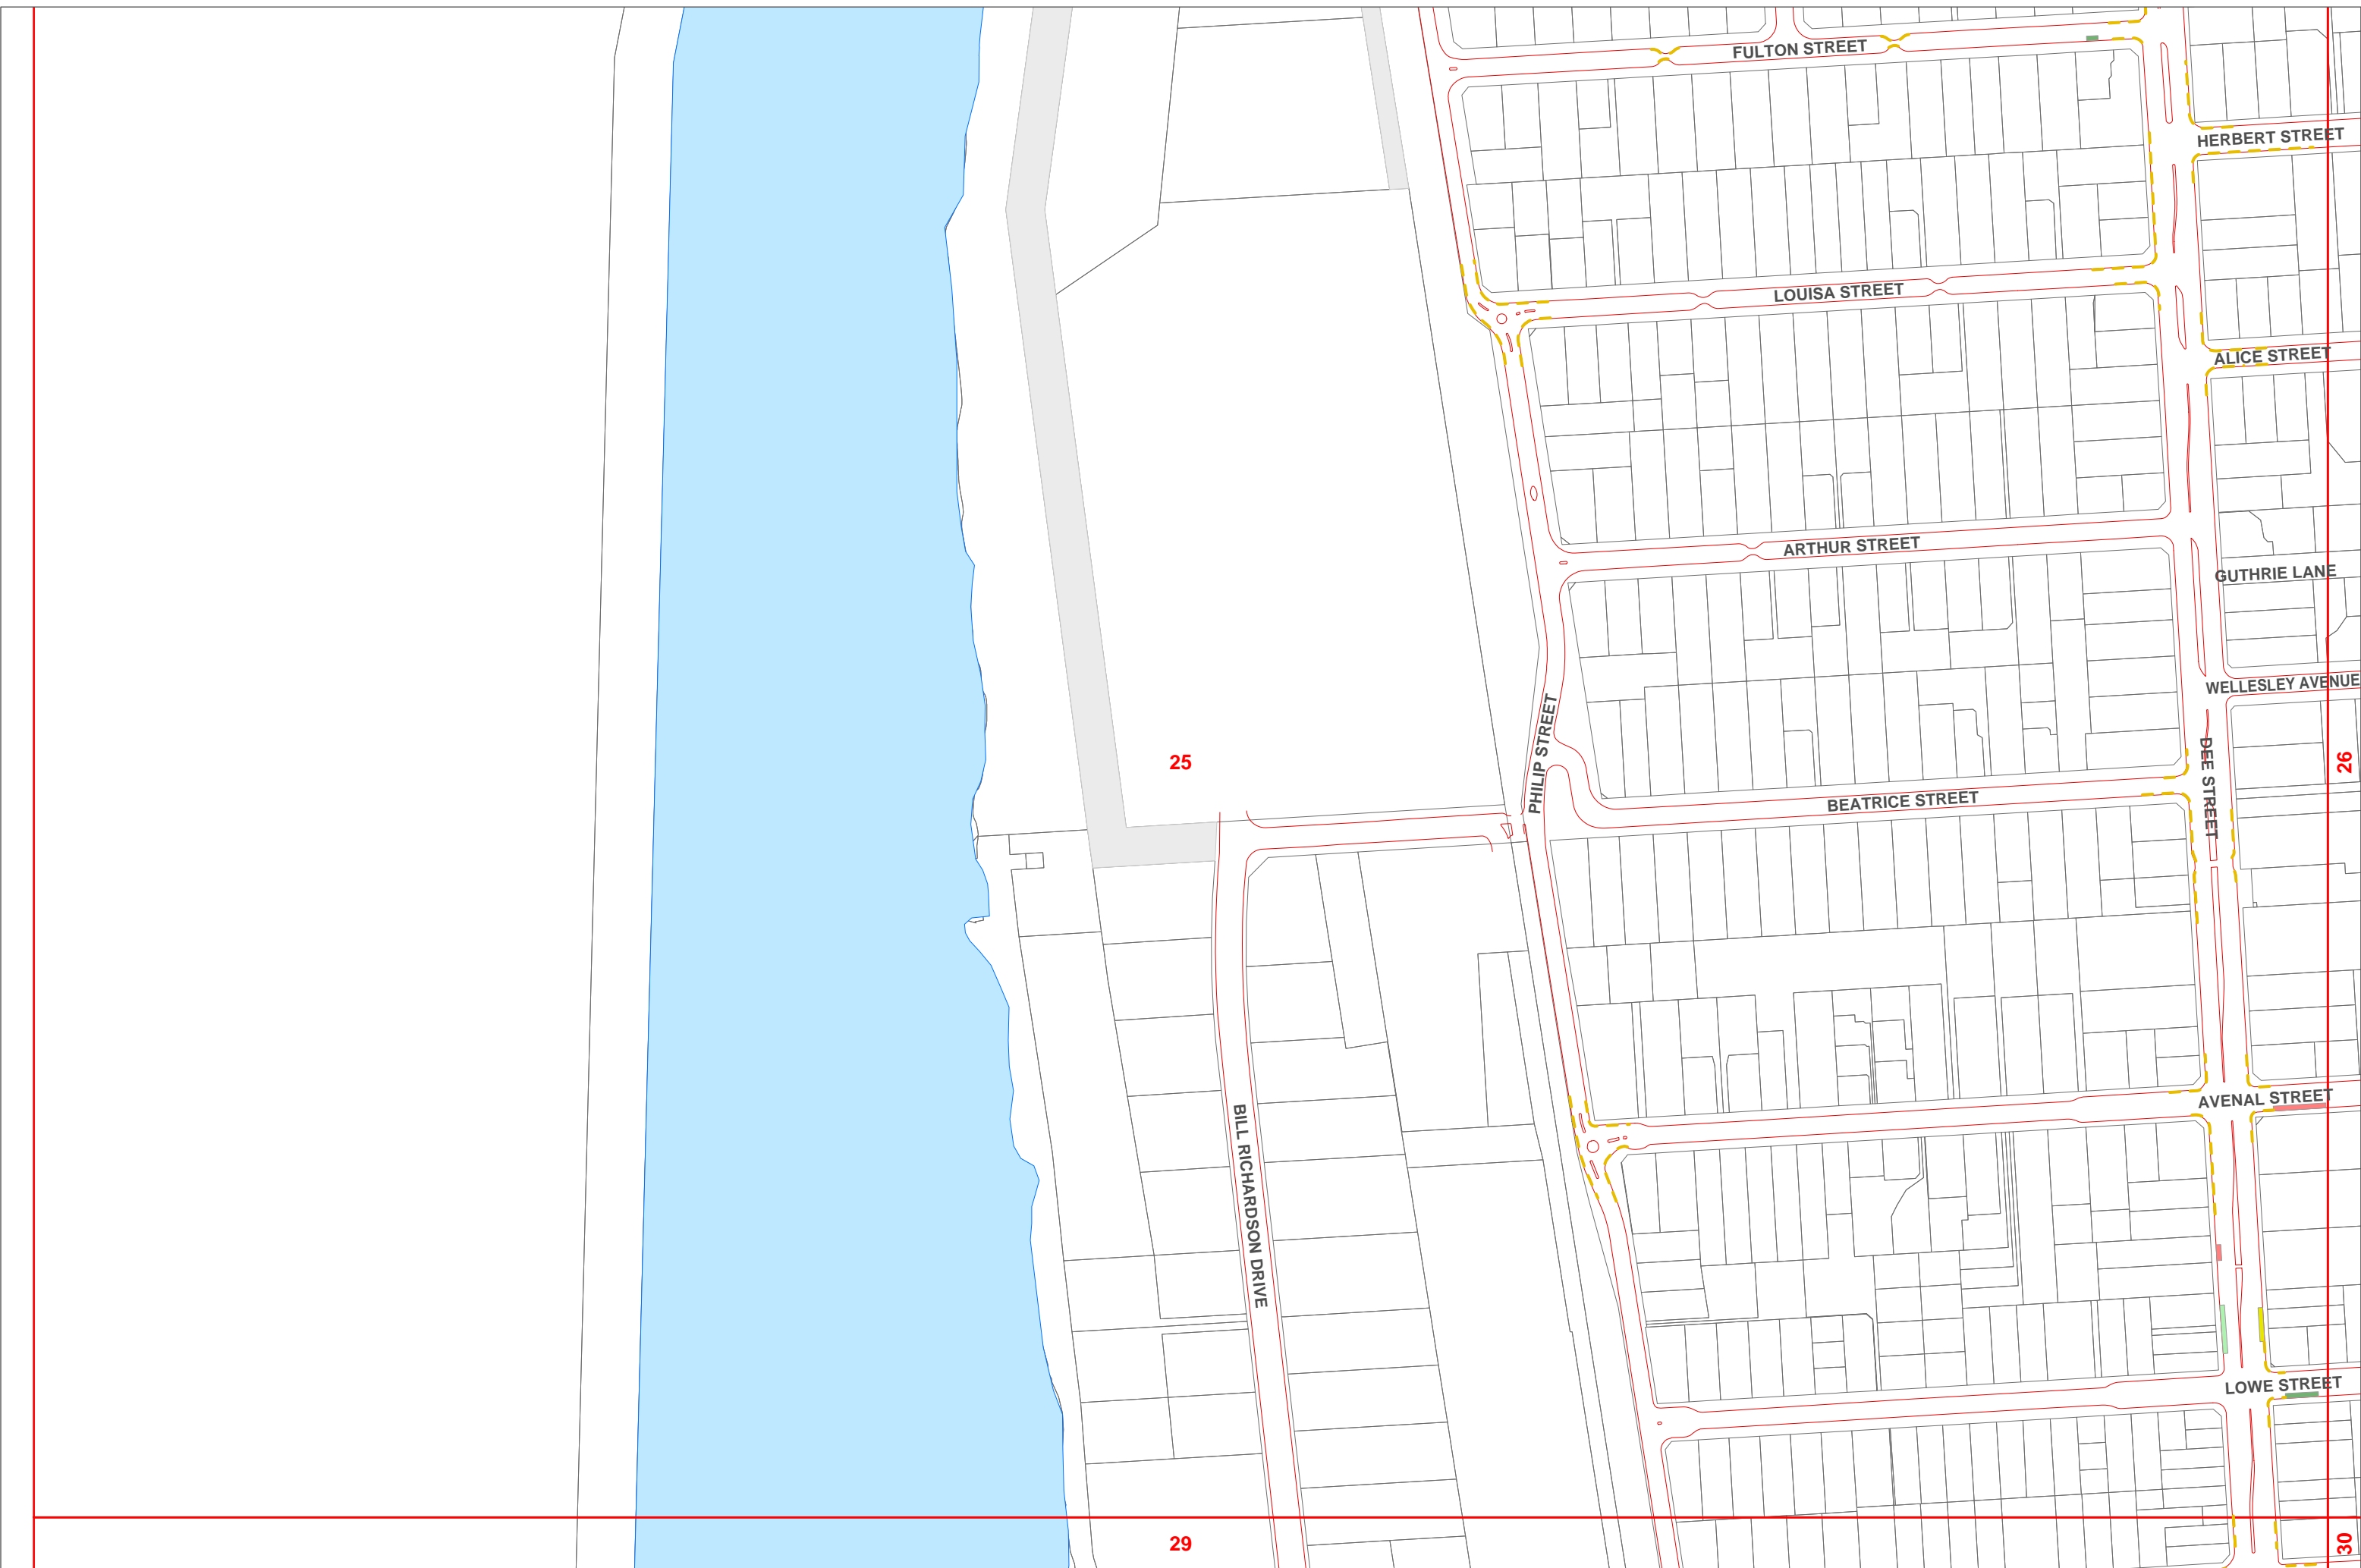 FULTON STREET
HERBERT STREET
LOUISA STREET
ALICE STREET
ARTHUR STREET
GUTHRIE LANE
WELLESLEY AVENUE
PHILIP STREET
DEE STREET
25
26
BEATRICE STREET
AVENAL STREET
BILL RICHARDSON DRIVE
LOWE STREET
29
30